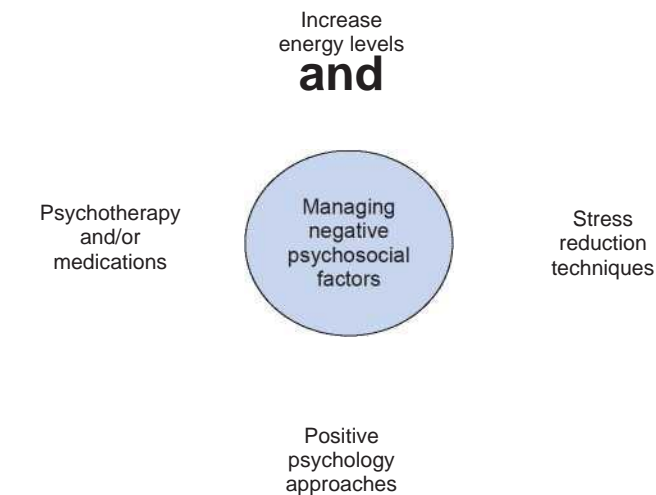 Increase
energy levels
and
Psychotherapy
and/or
medications
Managing
negative
psychosocial
factors
Stress
reduction
techniques
Positive
psychology
approaches